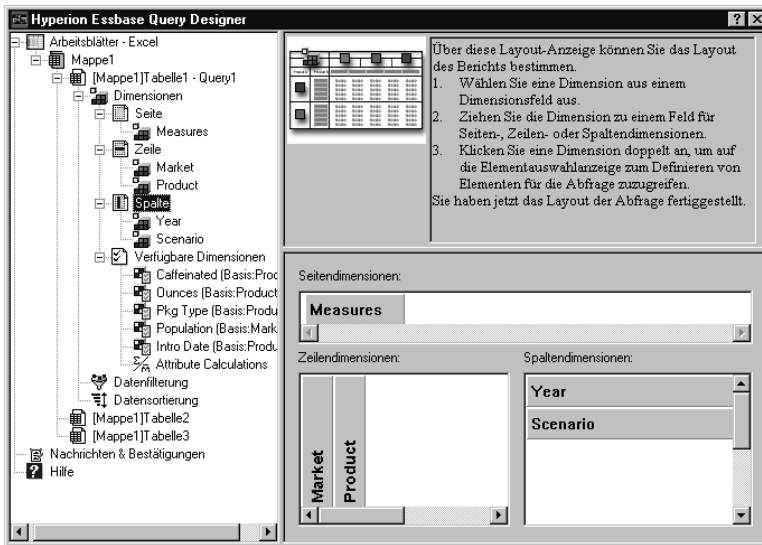 Hyperion Essbase Query Designer
Arbeitsblätter - Excel
Mappe1
[Mappe1]Tabelle1 - Query1
Dimensionen
Seite
Measures
Zeile
Market
Product
Spalte
Year
Scenario
Verfügbare Dimensionen
Caffeinated (Basis:Prod
Ounces (Basis:Product
Pkg Type (Basis:Produ
Population (Basis:Mark
Intro Date (Basis:Produ
Attribute Calculations
Datenfilterung
Datensortierung
[Mappe1]Tabelle2
[Mappe1]Tabelle3
Nachrichten & Bestätigungen
Hilfe
Über diese Layout-Anzeige können Sie das Layout
des Berichts bestimmen.
1. Wählen Sie eine Dimension aus einem
Dimensionsfeld aus.
2. Ziehen Sie die Dimension zu einem Feld für
Seiten-, Zeilen- oder Spaltendimensionen.
3. Klicken Sie eine Dimension doppelt an, um auf
die Elementauswahlanzeige zum Definieren von
Elementen für die Abfrage zuzugreifen.
Sie haben jetzt das Layout der Abfrage fertiggestellt.
Seitendimensionen:
Measures
Zeilendimensionen:
Market
Product
Spaltendimensionen:
Year
Scenario